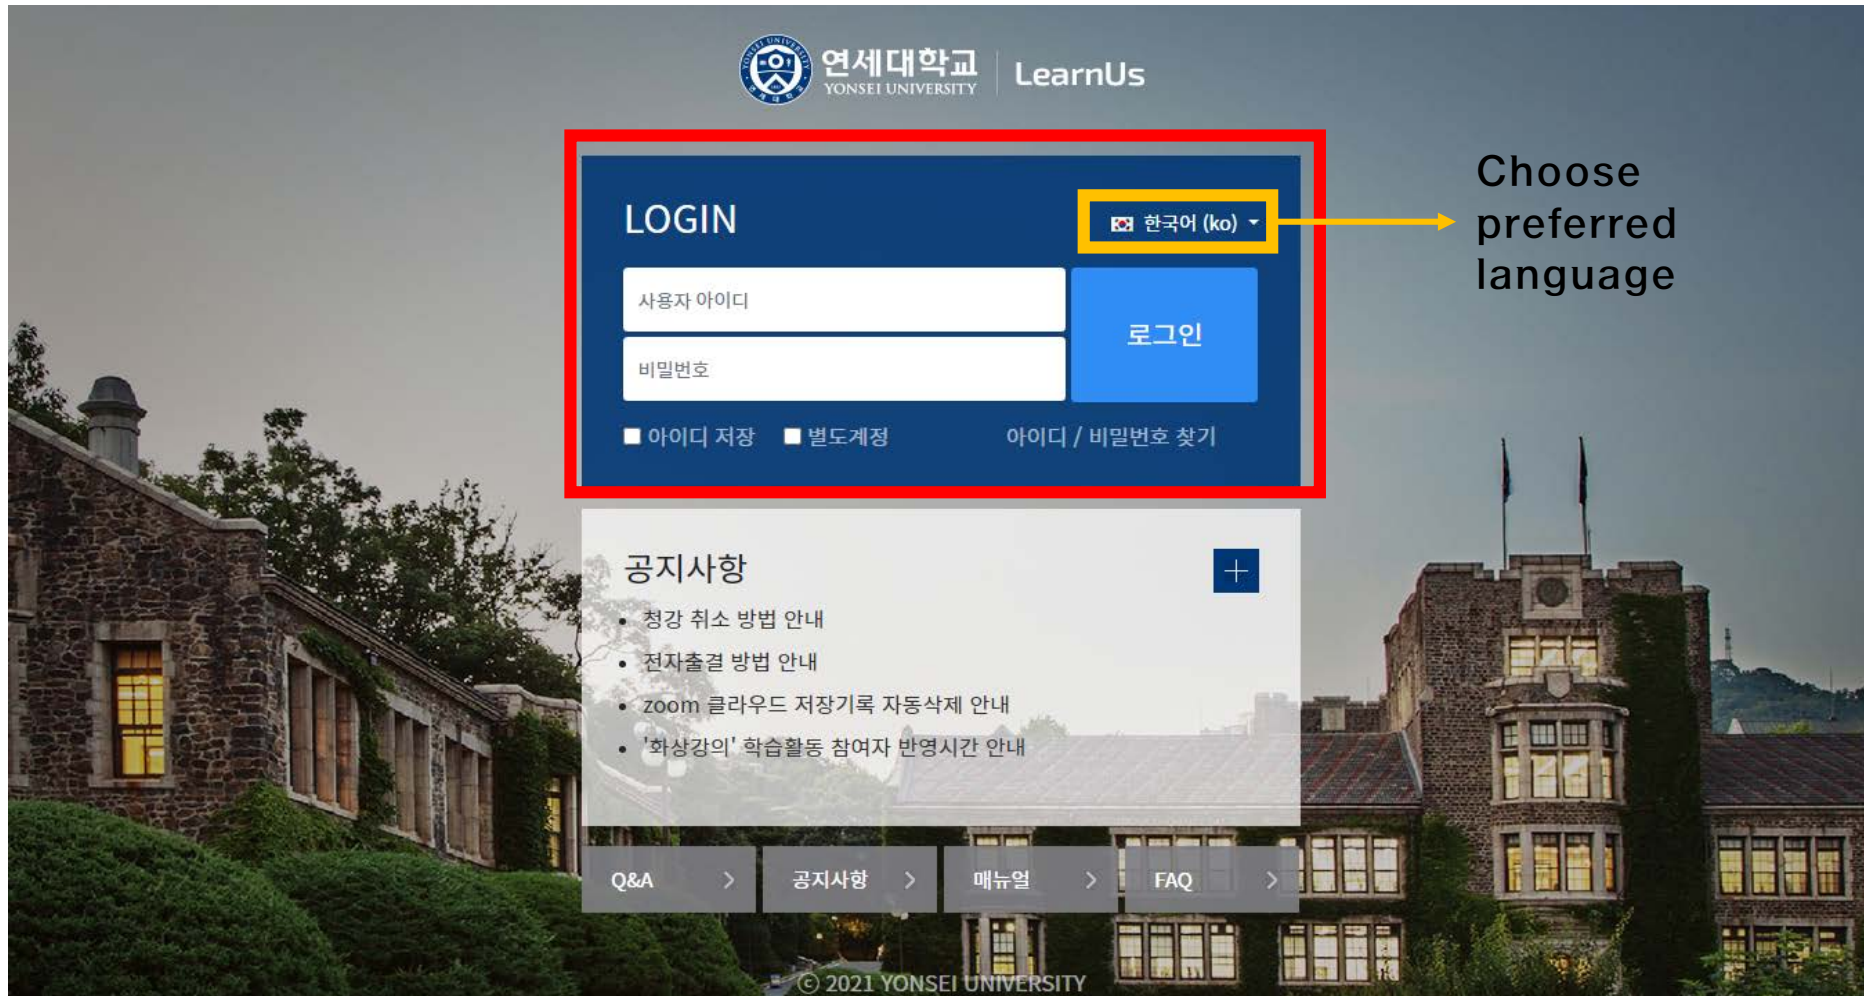 연세대학교
YONSEI UNIVERSITY
LearnUs
LOGIN
한국어 (ko)
Choose
preferred
language
사용자 아이디
비밀번호
로그인
아이디 저장
별도계정
아이디 / 비밀번호 찾기
공지사항
청강 취소 방법 안내
전자출결 방법 안내
zoom 클라우드 저장기록 자동삭제 안내
'화상강의' 학습활동 참여자 반영시간 안내
Q&A
공지사항
매뉴얼
FAQ
© 2021 YONSEI UNIVERSITY